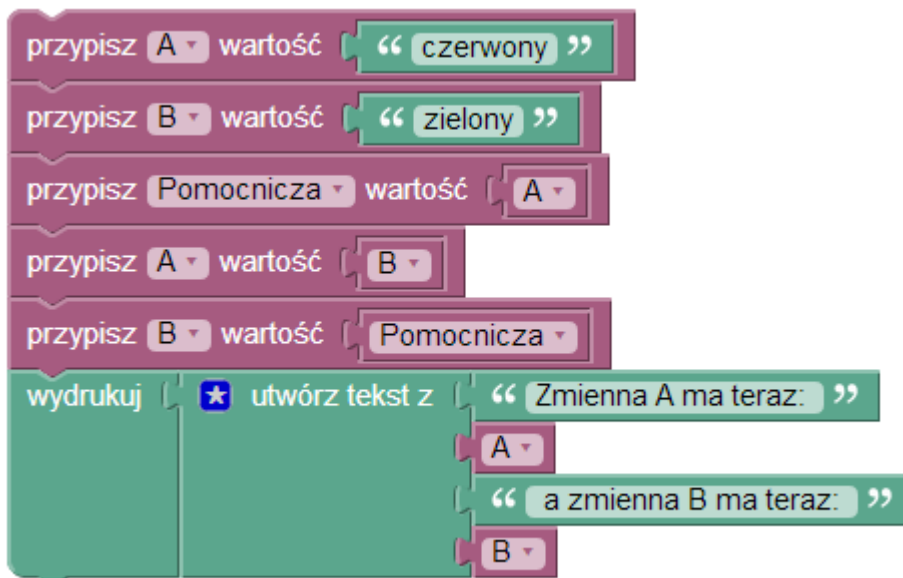 przypisz A wartość “ czerwony ”
przypisz B wartość “ zielony ”
przypisz Pomocnicza wartość A
przypisz A wartość B
przypisz B wartość Pomocnicza
wydrukuj utwórz tekst z “ Zmienna A ma teraz: ”
A
“ a zmienna B ma teraz: ”
B